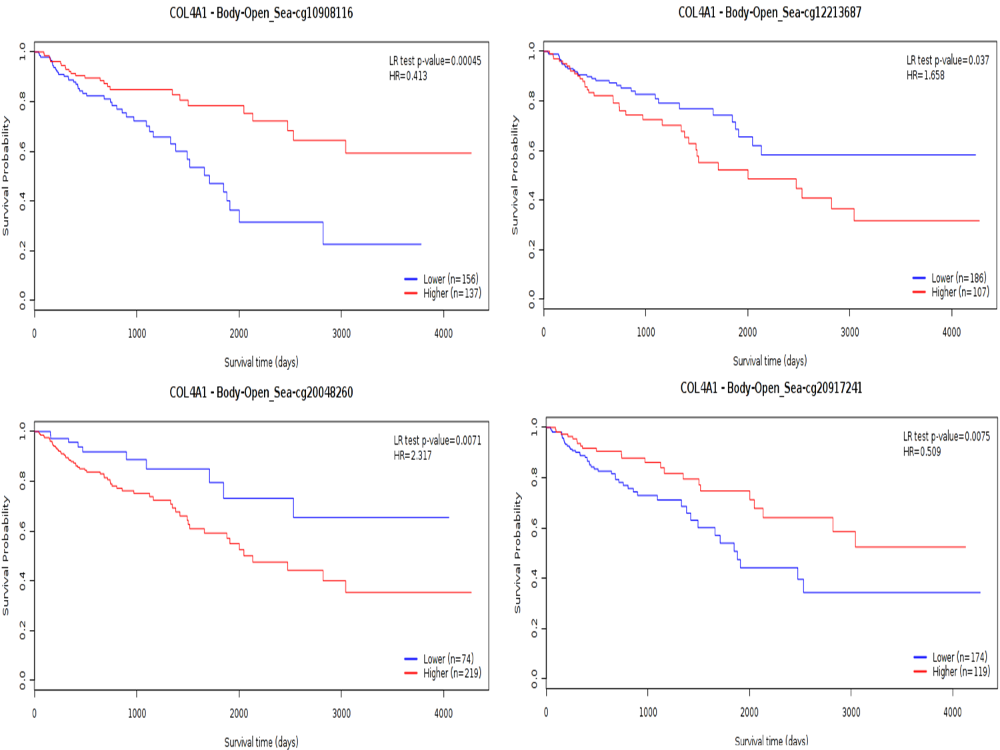 COL4A1 - Body-Open_Sea-cg10908116
LR test p-value=0.00045
HR=0.413
Survival Probability
1.0
0.8
0.6
0.4
0.2
0.0
Lower (n=156)
Higher (n=137)
0 1000 2000 3000 4000
Survival time (days)
COL4A1 - Body-Open_Sea-cg12213687
LR test p-value=0.037
HR=1.658
Survival Probability
1.0
0.8
0.6
0.4
0.2
0.0
Lower (n=186)
Higher (n=107)
0 1000 2000 3000 4000
Survival time (days)
COL4A1 - Body-Open_Sea-cg20048260
LR test p-value=0.0071
HR=2.317
Survival Probability
1.0
0.8
0.6
0.4
0.2
0.0
Lower (n=74)
Higher (n=219)
0 1000 2000 3000 4000
Survival time (days)
COL4A1 - Body-Open_Sea-cg20917241
LR test p-value=0.0075
HR=0.509
Survival Probability
1.0
0.8
0.6
0.4
0.2
0.0
Lower (n=174)
Higher (n=119)
0 1000 2000 3000 4000
Survival time (days)